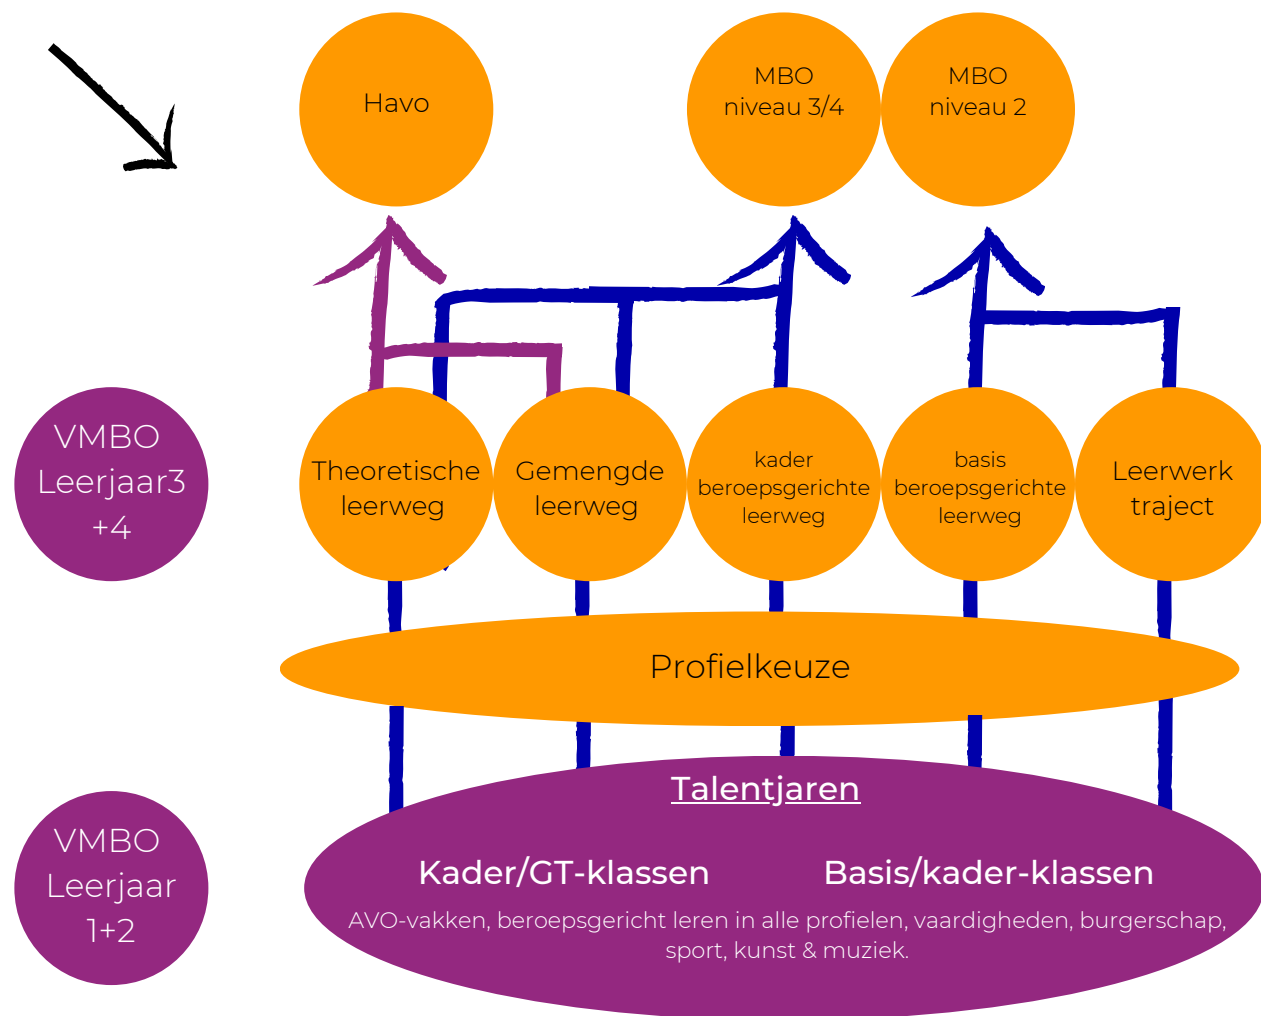 Havo
MBO
niveau 3/4
MBO
niveau 2
VMBO
Leerjaar3
+4
Theoretische
leerweg
Gemengde
leerweg
kader
beroepsgerichte
leerweg
basis
beroepsgerichte
leerweg
Leerwerk
traject
Profielkeuze
VMBO
Leerjaar
1+2
Talentjaren
Kader/GT-klassen
Basis/kader-klassen
AVO-vakken, beroepsgericht leren in alle profielen, vaardigheden, burgerschap,
sport, kunst & muziek.